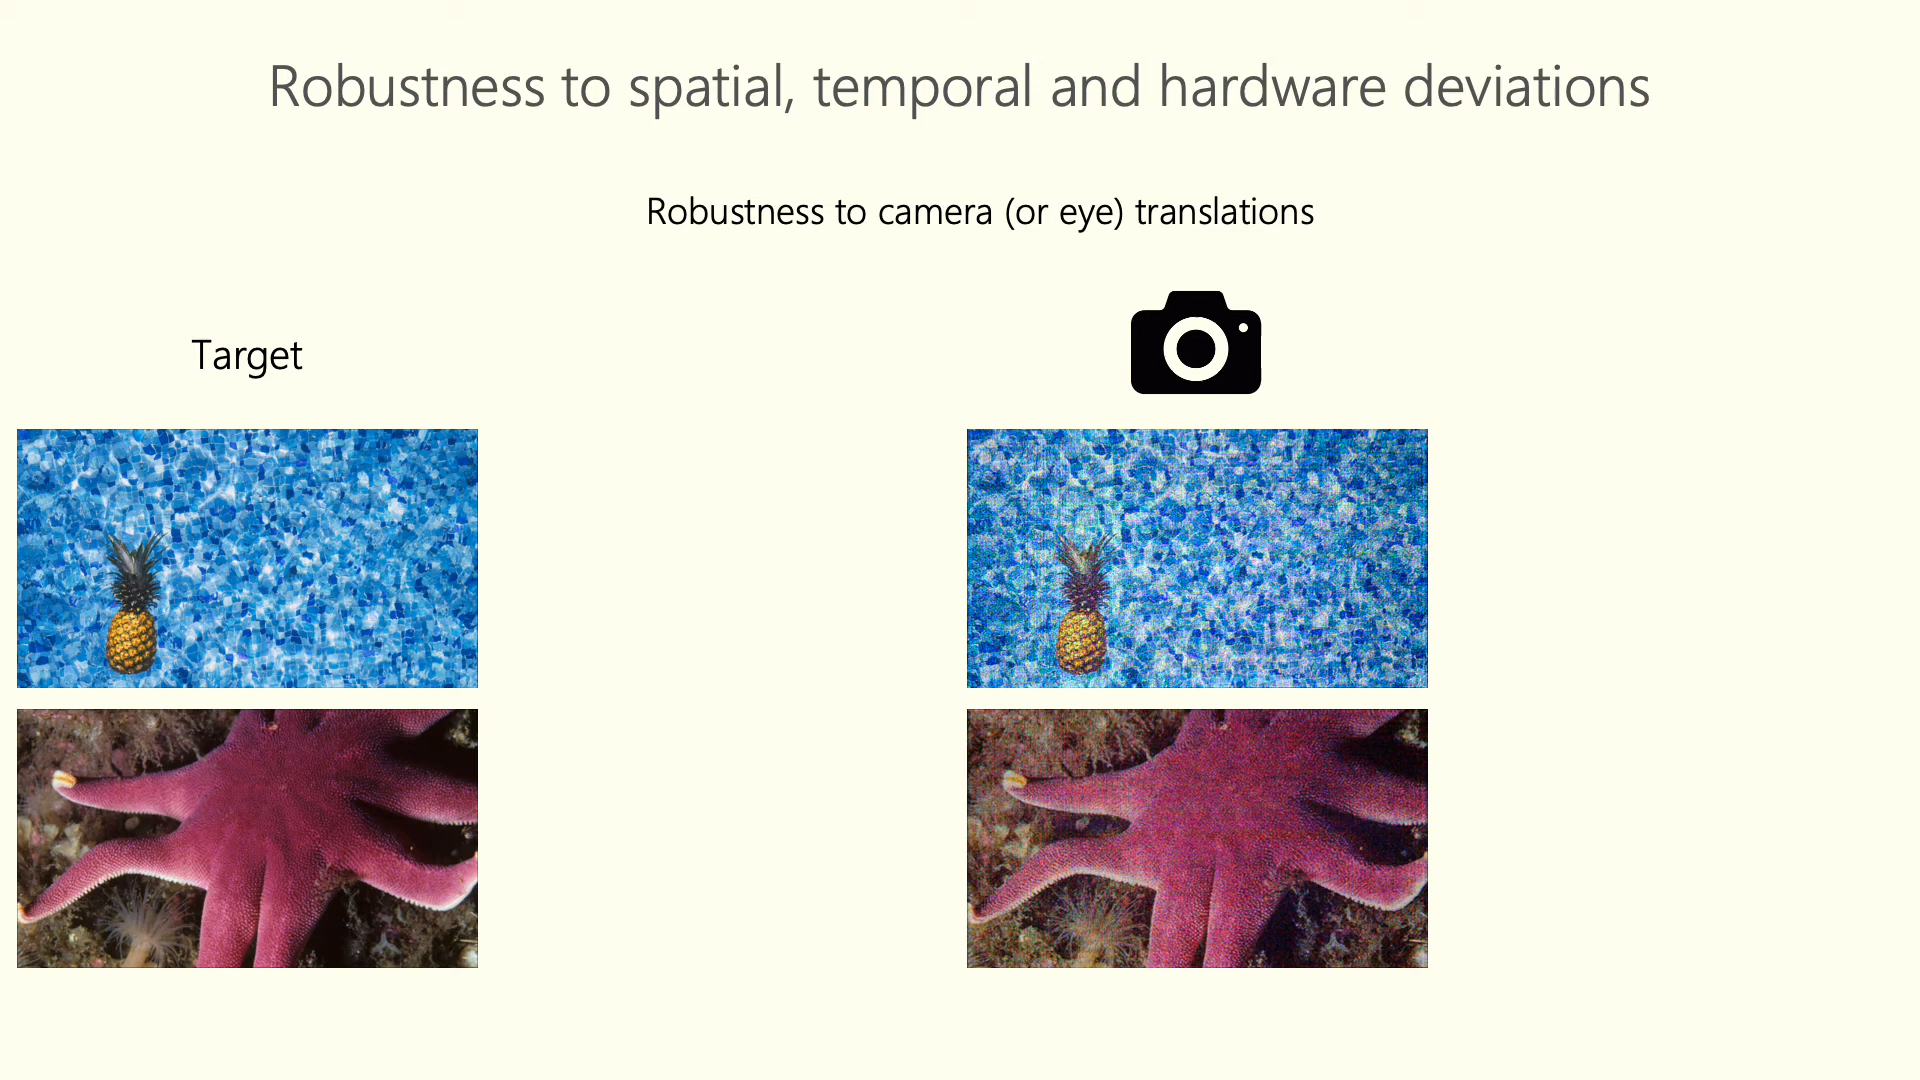 Robustness to spatial, temporal and hardware deviations
Robustness to camera (or eye) translations
Target